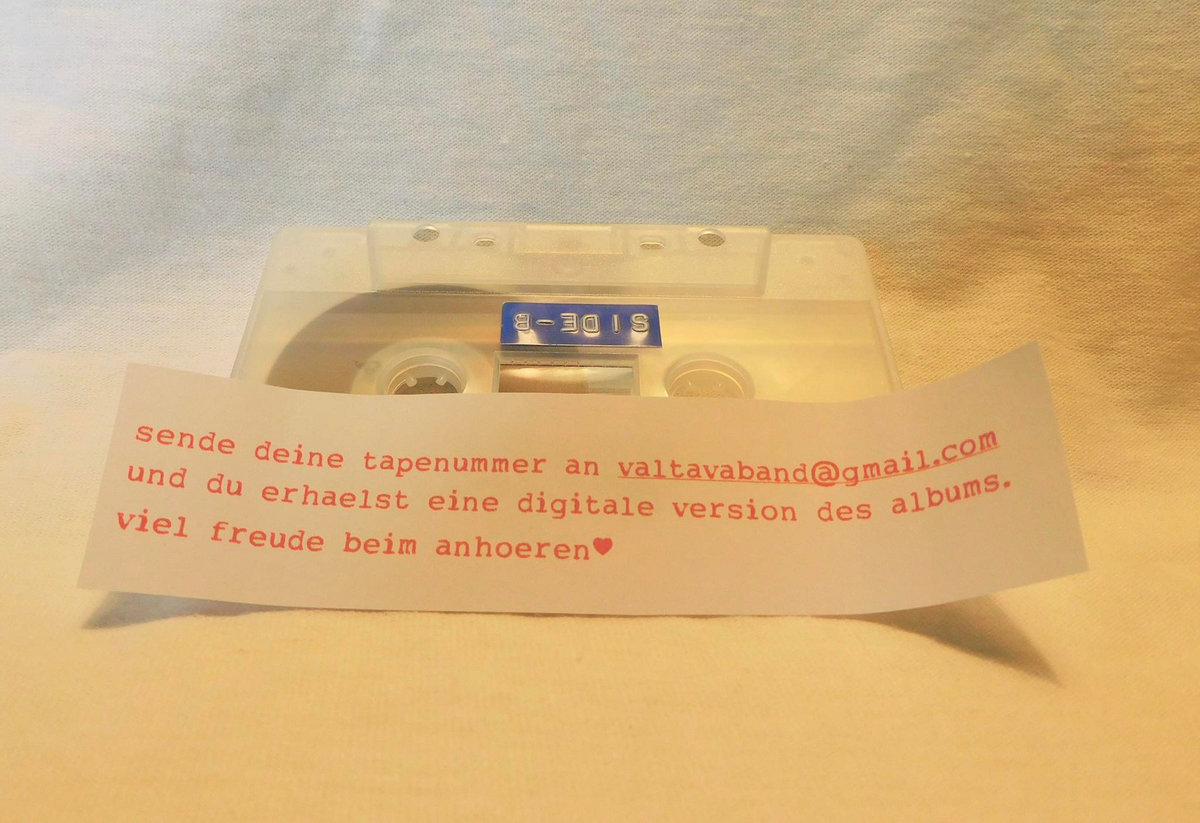 SIDE-B
sende deine tapenummer an valtavaband@gmail.com
und du erhaelst eine digitale version des albums.
viel freude beim anhoeren♥